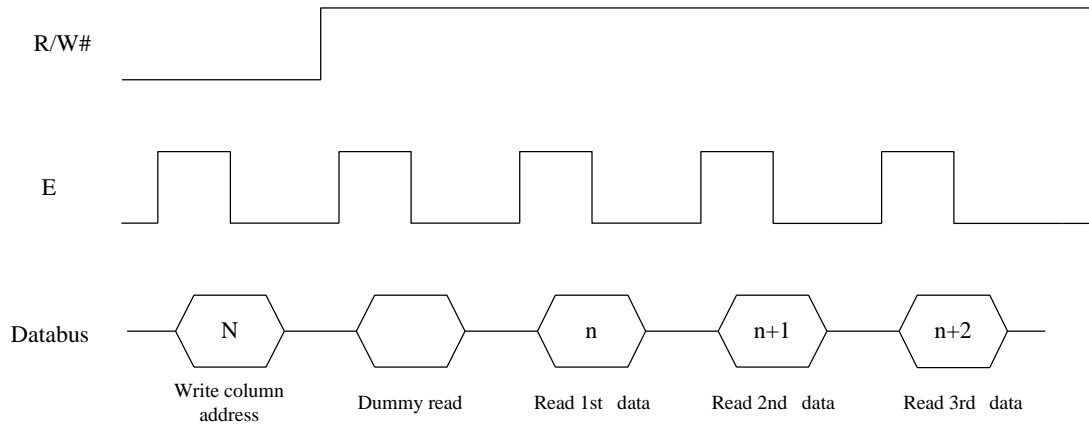 R/W#
E
Databus
N
n
n+1
n+2
Write column
address
Dummy read
Read 1st data
Read 2nd data
Read 3rd data